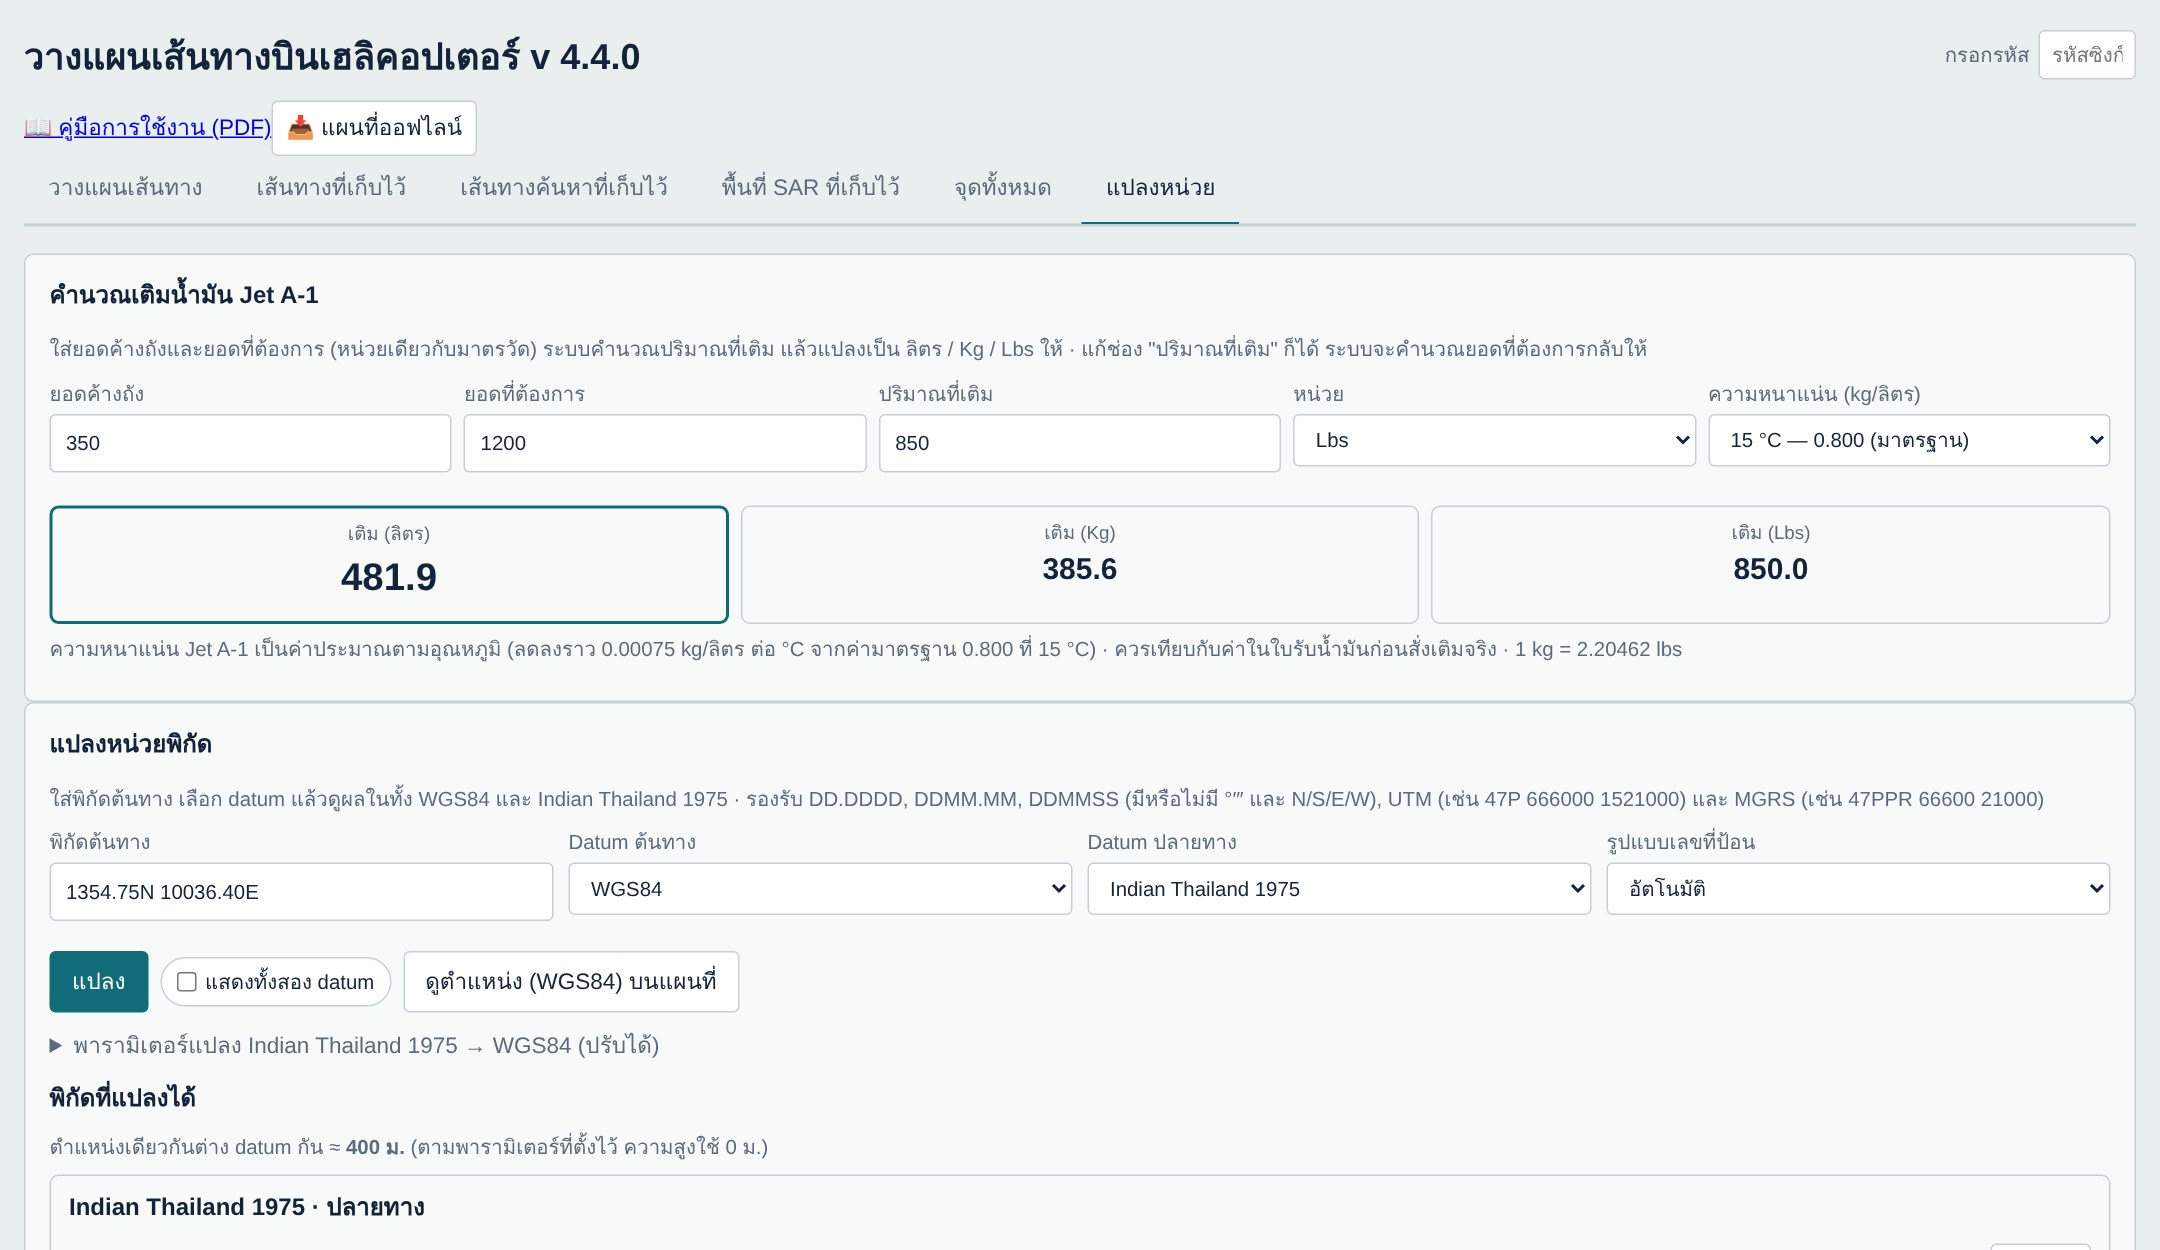 วางแผนเส้นทางบินเฮลิคอปเตอร์ v 4.4.0
กรอกรหัส รหัสซิงก์
📖 คู่มือการใช้งาน (PDF) 📥 แผนที่ออฟไลน์
วางแผนเส้นทาง เส้นทางที่เก็บไว้ เส้นทางค้นหาที่เก็บไว้ พื้นที่ SAR ที่เก็บไว้ จุดทั้งหมด แปลงหน่วย
คำนวณเติมน้ำมัน Jet A-1
ใส่ยอดค้างถังและยอดที่ต้องการ (หน่วยเดียวกับมาตรวัด) ระบบคำนวณปริมาณที่เติม แล้วแปลงเป็น ลิตร / Kg / Lbs ให้ · แก้ช่อง "ปริมาณที่เติม" ก็ได้ ระบบจะคำนวณยอดที่ต้องการกลับให้
ยอดค้างถัง ยอดที่ต้องการ ปริมาณที่เติม หน่วย ความหนาแน่น (kg/ลิตร)
350 1200 850 Lbs 15 °C — 0.800 (มาตรฐาน)
เติม (ลิตร) เติม (Kg) เติม (Lbs)
481.9 385.6 850.0
ความหนาแน่น Jet A-1 เป็นค่าประมาณตามอุณหภูมิ (ลดลงราว 0.00075 kg/ลิตร ต่อ °C จากค่ามาตรฐาน 0.800 ที่ 15 °C) · ควรเทียบกับค่าในใบรับน้ำมันก่อนสั่งเติมจริง · 1 kg = 2.20462 lbs
แปลงหน่วยพิกัด
ใส่พิกัดต้นทาง เลือก datum แล้วดูผลในทั้ง WGS84 และ Indian Thailand 1975 · รองรับ DD.DDDD, DDMM.MM, DDMMSS (มีหรือไม่มี °′″ และ N/S/E/W), UTM (เช่น 47P 666000 1521000) และ MGRS (เช่น 47PPR 66600 21000)
พิกัดต้นทาง Datum ต้นทาง Datum ปลายทาง รูปแบบเลขที่ป้อน
1354.75N 10036.40E WGS84 Indian Thailand 1975 อัตโนมัติ
แปลง แสดงทั้งสอง datum ดูตำแหน่ง (WGS84) บนแผนที่
▶ พารามิเตอร์แปลง Indian Thailand 1975 → WGS84 (ปรับได้)
พิกัดที่แปลงได้
ตำแหน่งเดียวกันต่าง datum กัน ≈ 400 ม. (ตามพารามิเตอร์ที่ตั้งไว้ ความสูงใช้ 0 ม.)
Indian Thailand 1975 · ปลายทาง